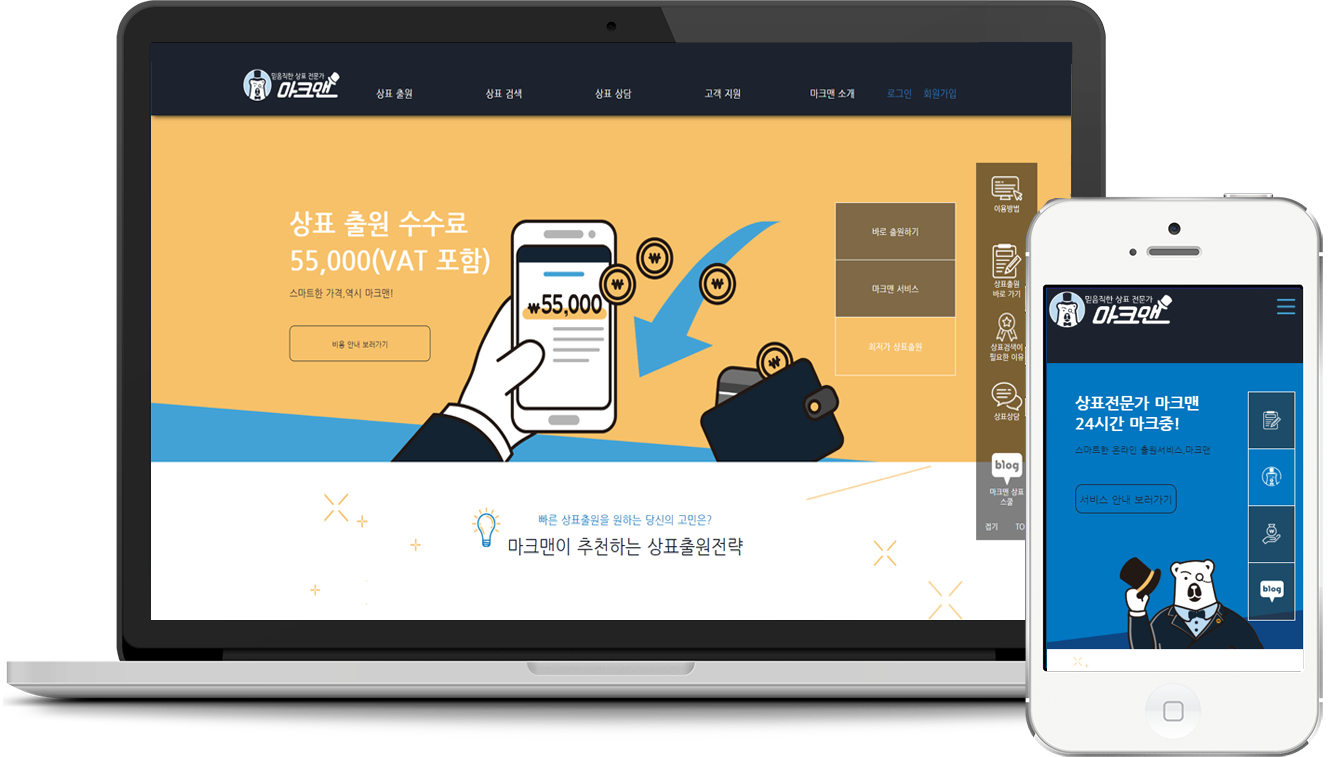 믿음직한 상표 전문가
마크맨
상표 출원
상표 검색
상표 상담
고객 지원
마크맨 소개
로그인
회원가입
상표 출원 수수료
55,000(VAT 포함)
스마트한 가격,역시 마크맨!
비용 안내 보러가기
₩55,000
₩
₩
₩
₩
바로 출원하기
마크맨 서비스
최저가 상표출원
이용방법
상표출원
바로 가기
상표검색이
필요한 이유
상표상담
blog
마크맨 상표
스쿨
접기
TO
빠른 상표출원을 원하는 당신의 고민은?
마크맨이 추천하는 상표출원전략
믿음직한 상표 전문가
마크맨
상표전문가 마크맨
24시간 마크중!
스마트한 온라인 출원서비스,마크맨
서비스 안내 보러가기
blog